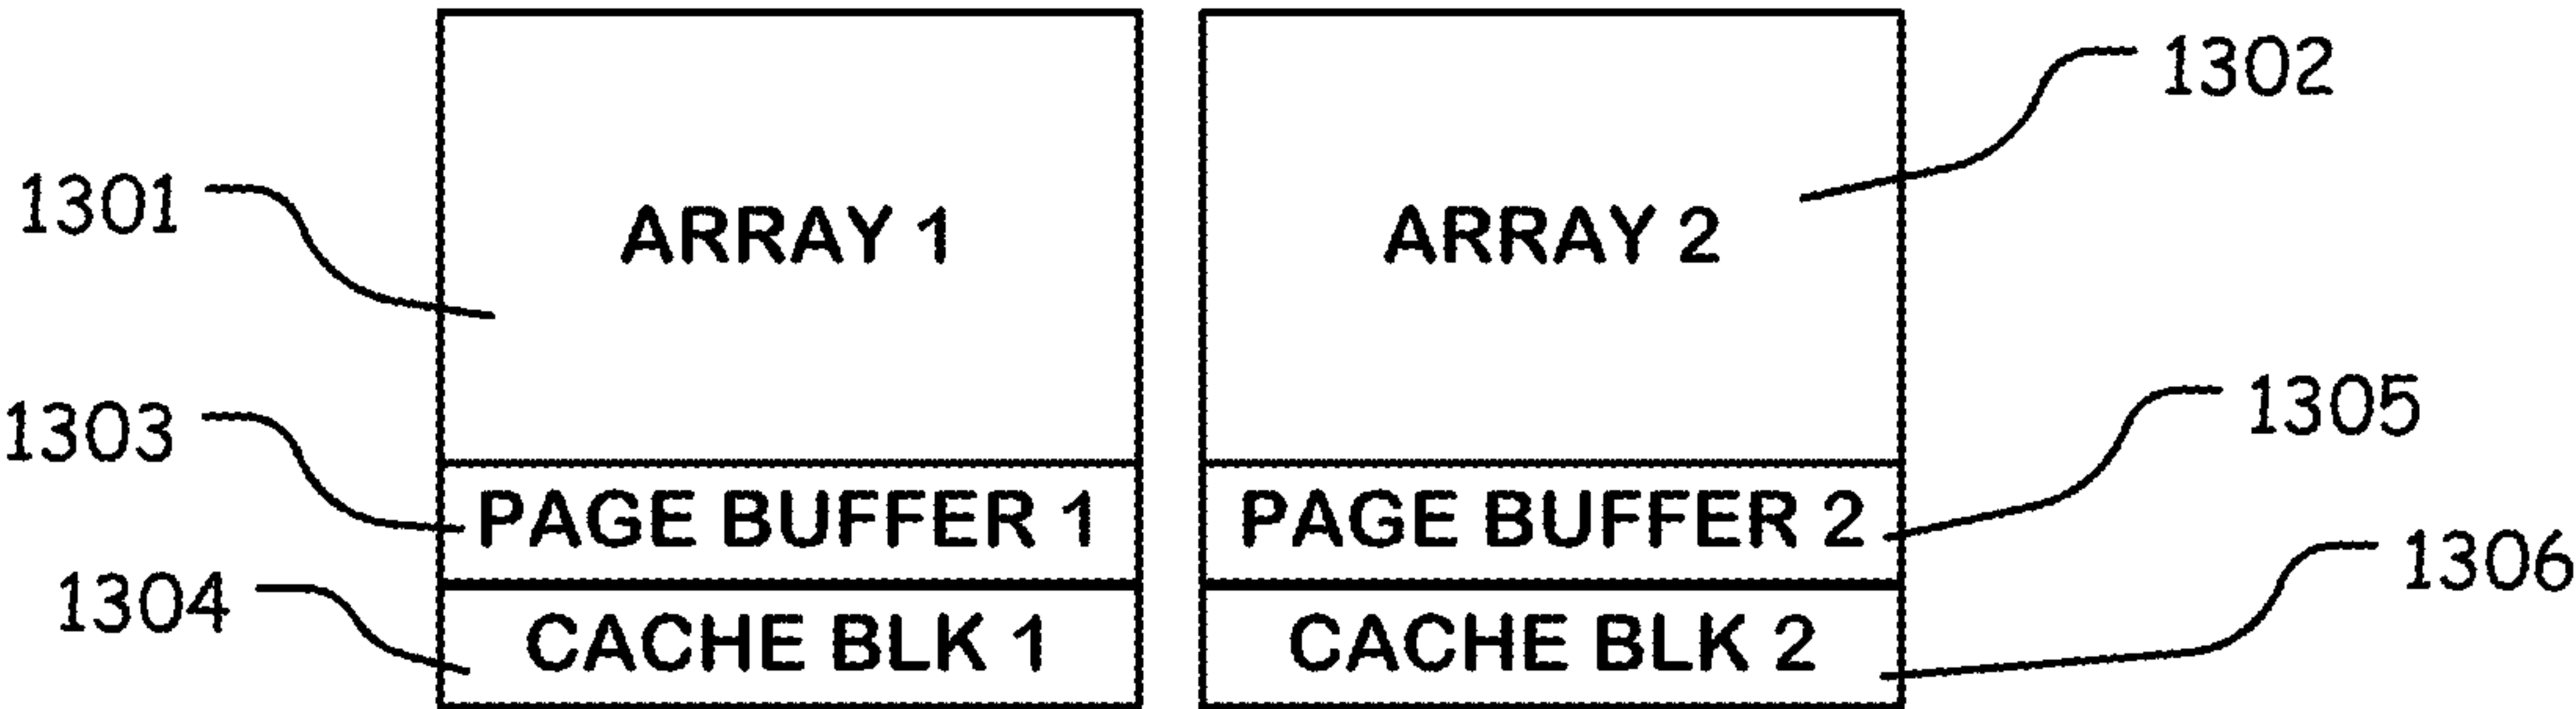 1302
1301
ARRAY 1
ARRAY 2
1303
1305
PAGE BUFFER 1
PAGE BUFFER 2
1304
1306
CACHE BLK 1
CACHE BLK 2